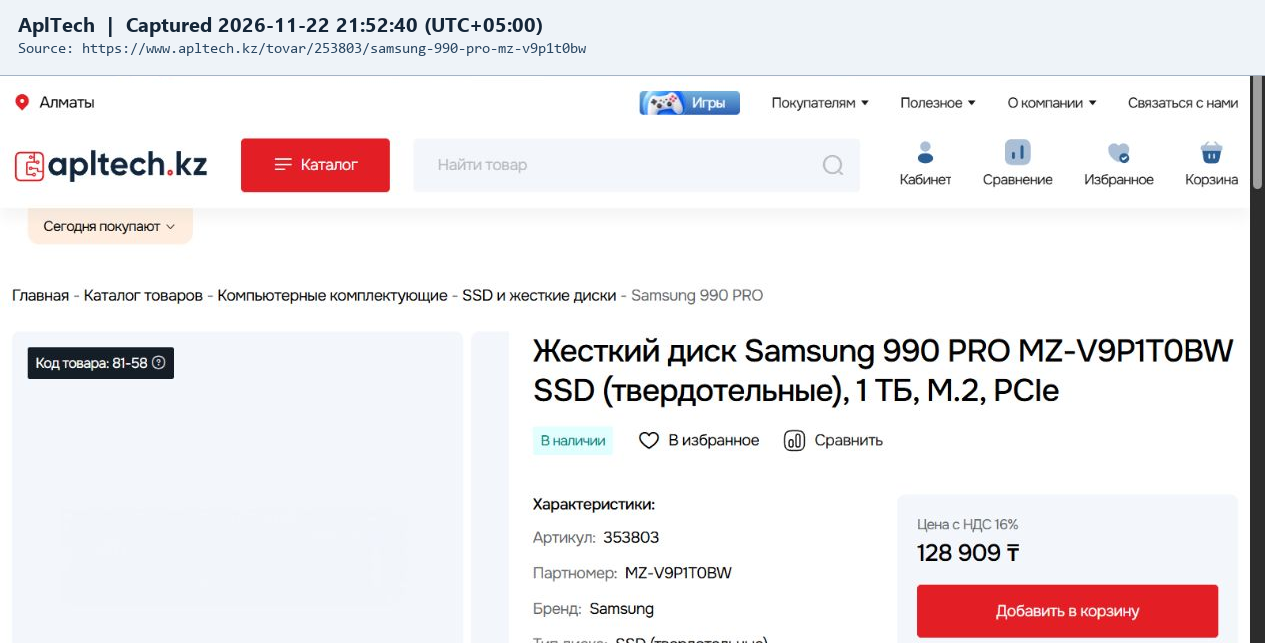 AplTech | Captured 2026-11-22 21:52:40 (UTC+05:00)
Source: https://www.apltech.kz/tovar/253803/samsung-990-pro-mz-v9p1t0bw
Алматы
Игры
Покупателям
Полезное
О компании
Связаться с нами
apltech.kz
Каталог
Найти товар
Кабинет
Сравнение
Избранное
Корзина
Сегодня покупают
Главная - Каталог товаров - Компьютерные комплектующие - SSD и жесткие диски - Samsung 990 PRO
Код товара: 81-58
Жесткий диск Samsung 990 PRO MZ-V9P1T0BW
SSD (твердотельные), 1 ТБ, M.2, PCIe
В наличии
В избранное
Сравнить
Характеристики:
Артикул: 353803
Партномер: MZ-V9P1T0BW
Бренд: Samsung
Тип диска: SSD (твердотельные)
Цена с НДС 16%
128 909 ₸
Добавить в корзину